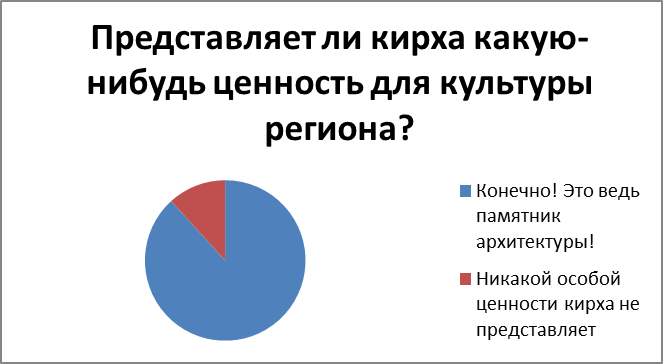 Представляет ли кирха какую-
нибудь ценность для культуры
региона?
Конечно! Это ведь
памятник
архитектуры!
Никакой особой
ценности кирха не
представляет